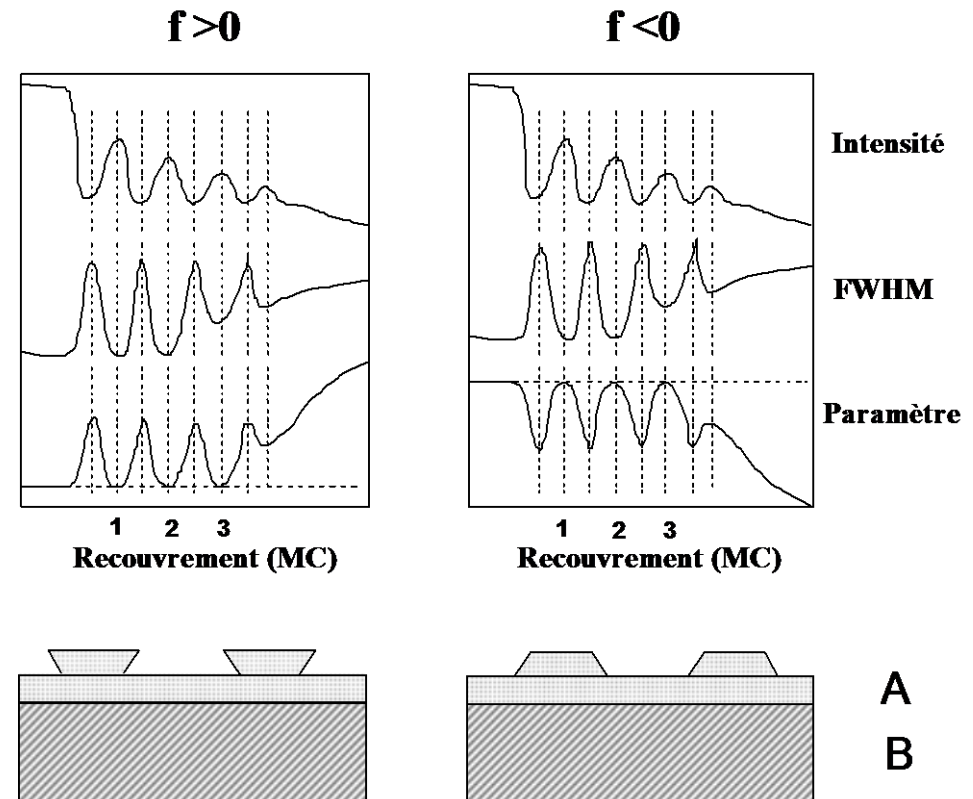 f >0
f <0
Intensité
FWHM
Paramètre
1 2 3
Recouvrement (MC)
1 2 3
Recouvrement (MC)
A
B